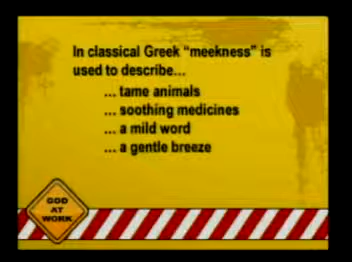 In classical Greek “meekness” is
used to describe…
… tame animals
… soothing medicines
… a mild word
… a gentle breeze
GOD
AT
WORK